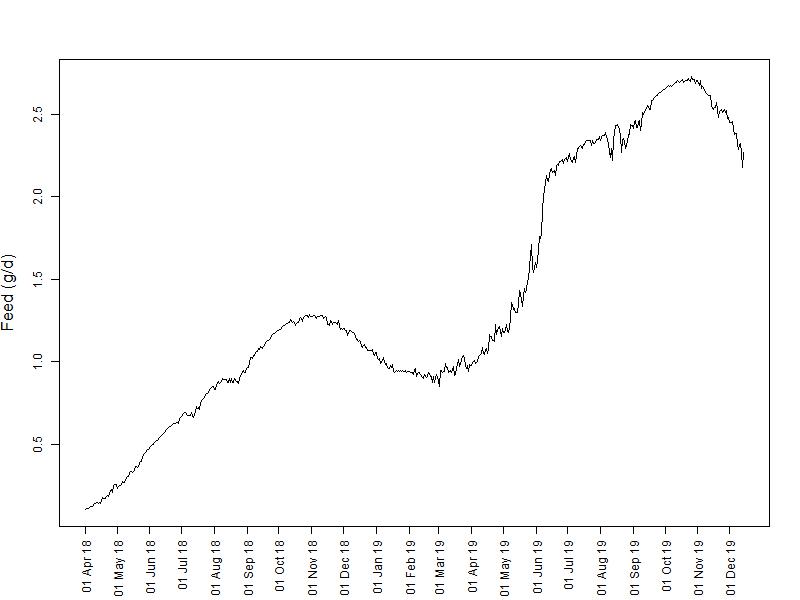 Feed (g/d)
2.5
2.0
1.5
1.0
0.5
01 Apr 18
01 May 18
01 Jun 18
01 Jul 18
01 Aug 18
01 Sep 18
01 Oct 18
01 Nov 18
01 Dec 18
01 Jan 19
01 Feb 19
01 Mar 19
01 Apr 19
01 May 19
01 Jun 19
01 Jul 19
01 Aug 19
01 Sep 19
01 Oct 19
01 Nov 19
01 Dec 19